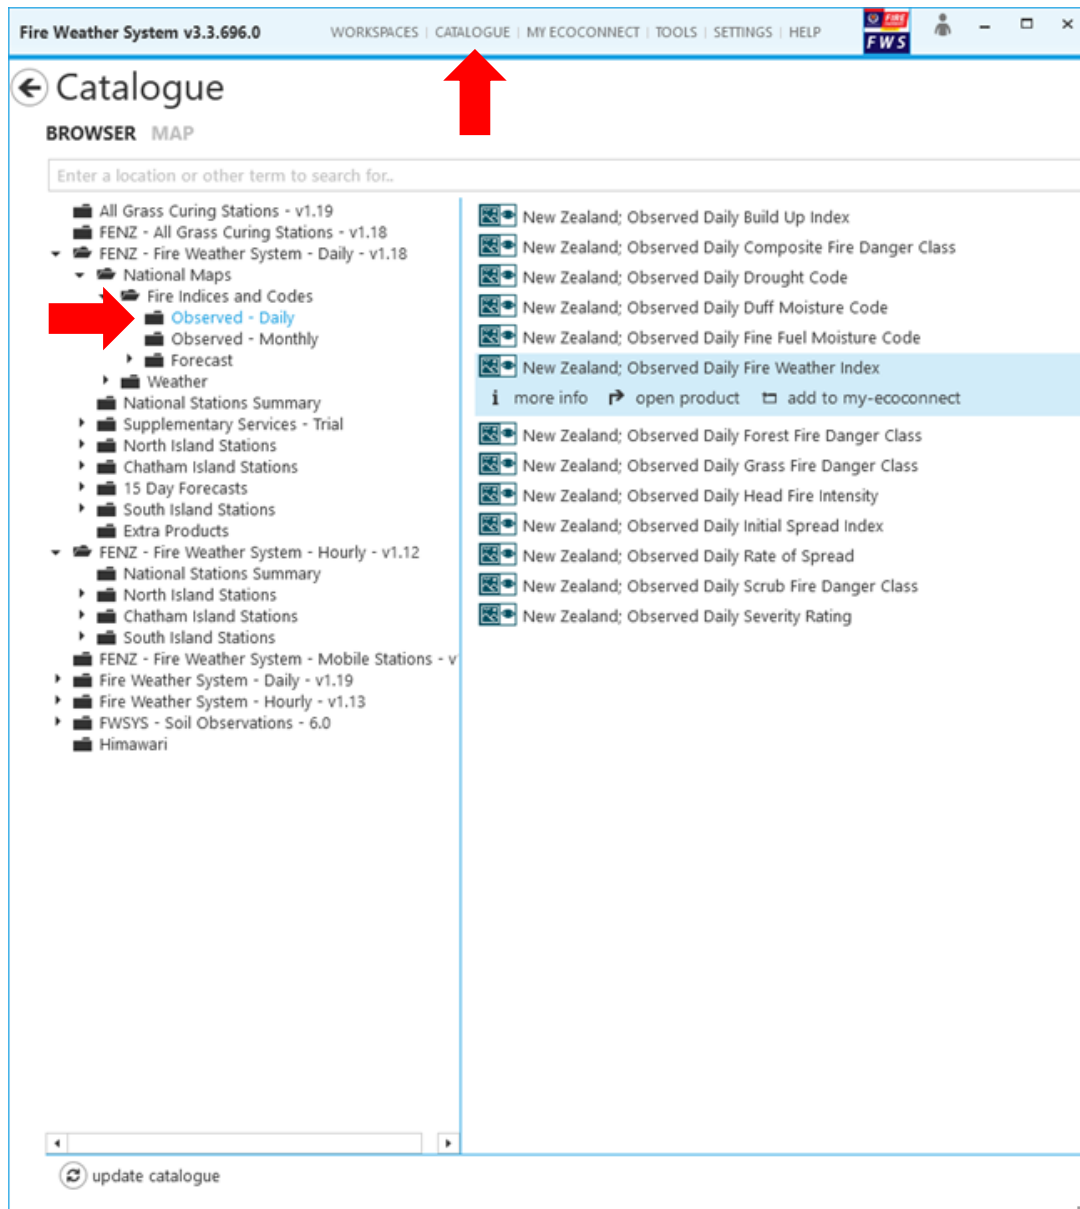 Fire Weather System v3.3.696.0 WORKSPACES | CATALOGUE | MY ECOCONNECT | TOOLS | SETTINGS | HELP
FIRE
FWS
Catalogue
BROWSER MAP
Enter a location or other term to search for..
All Grass Curing Stations - v1.19
FENZ - All Grass Curing Stations - v1.18
FENZ - Fire Weather System - Daily - v1.18
National Maps
Fire Indices and Codes
Observed - Daily
Observed - Monthly
Forecast
Weather
National Stations Summary
Supplementary Services - Trial
North Island Stations
Chatham Island Stations
15 Day Forecasts
South Island Stations
Extra Products
FENZ - Fire Weather System - Hourly - v1.12
National Stations Summary
North Island Stations
Chatham Island Stations
South Island Stations
FENZ - Fire Weather System - Mobile Stations - v
Fire Weather System - Daily - v1.19
Fire Weather System - Hourly - v1.13
FWSYS - Soil Observations - 6.0
Himawari
New Zealand; Observed Daily Build Up Index
New Zealand; Observed Daily Composite Fire Danger Class
New Zealand; Observed Daily Drought Code
New Zealand; Observed Daily Duff Moisture Code
New Zealand; Observed Daily Fine Fuel Moisture Code
New Zealand; Observed Daily Fire Weather Index
i more info open product add to my-ecoconnect
New Zealand; Observed Daily Forest Fire Danger Class
New Zealand; Observed Daily Grass Fire Danger Class
New Zealand; Observed Daily Head Fire Intensity
New Zealand; Observed Daily Initial Spread Index
New Zealand; Observed Daily Rate of Spread
New Zealand; Observed Daily Scrub Fire Danger Class
New Zealand; Observed Daily Severity Rating
update catalogue